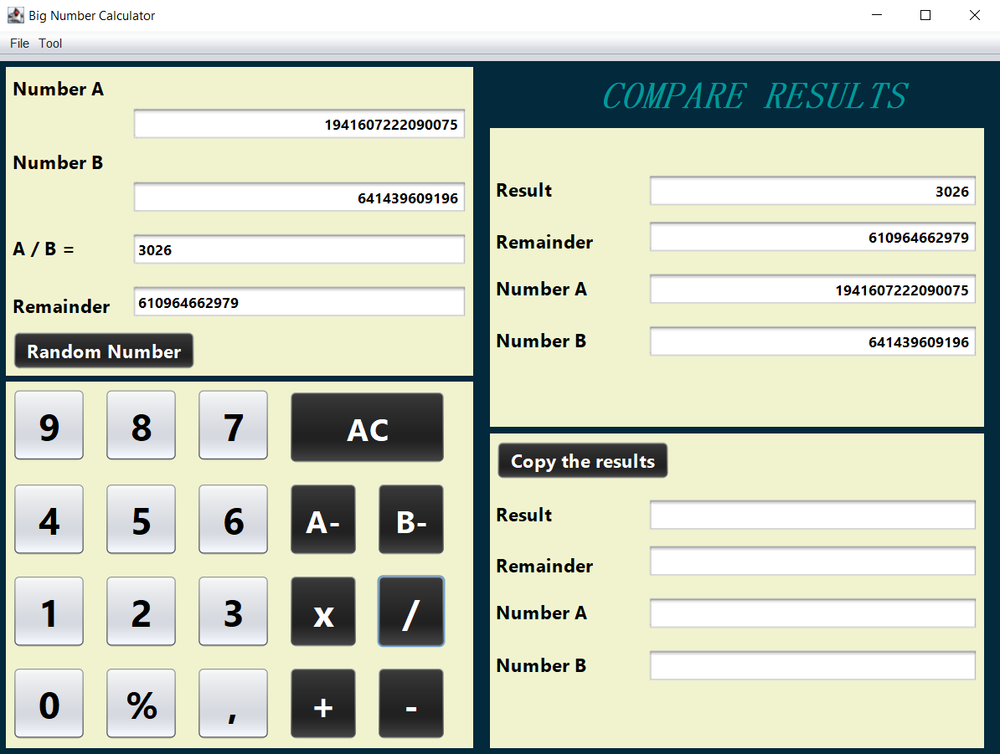 Big Number Calculator
File Tool
Number A
1941607222090075
Number B
641439609196
A / B = 3026
Remainder 610964662979
Random Number
9 8 7 AC
4 5 6 A- B-
1 2 3 x /
0 % , + -
COMPARE RESULTS
Result 3026
Remainder 610964662979
Number A 1941607222090075
Number B 641439609196
Copy the results
Result
Remainder
Number A
Number B